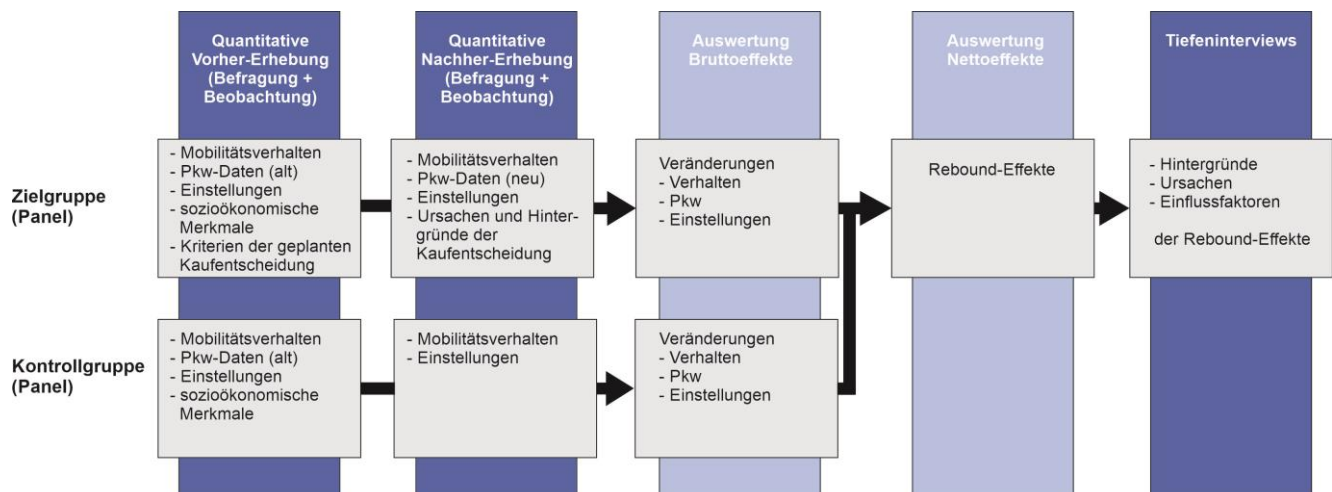 Quantitative
Vorher-Erhebung
(Befragung +
Beobachtung)
Quantitative
Nachher-Erhebung
(Befragung +
Beobachtung)
Auswertung
Bruttoeffekte
Auswertung
Nettoeffekte
Tiefeninterviews
Zielgruppe
(Panel)
- Mobilitätsverhalten
- Pkw-Daten (alt)
- Einstellungen
- sozioökonomische
Merkmale
- Kriterien der geplanten
Kaufentscheidung
- Mobilitätsverhalten
- Pkw-Daten (neu)
- Einstellungen
- Ursachen und Hinter-
gründe der
Kaufentscheidung
Veränderungen
- Verhalten
- Pkw
- Einstellungen
Rebound-Effekte
- Hintergründe
- Ursachen
- Einflussfaktoren
der Rebound-Effekte
Kontrollgruppe
(Panel)
- Mobilitätsverhalten
- Pkw-Daten (alt)
- Einstellungen
- sozioökonomische
Merkmale
- Mobilitätsverhalten
- Einstellungen
Veränderungen
- Verhalten
- Pkw
- Einstellungen